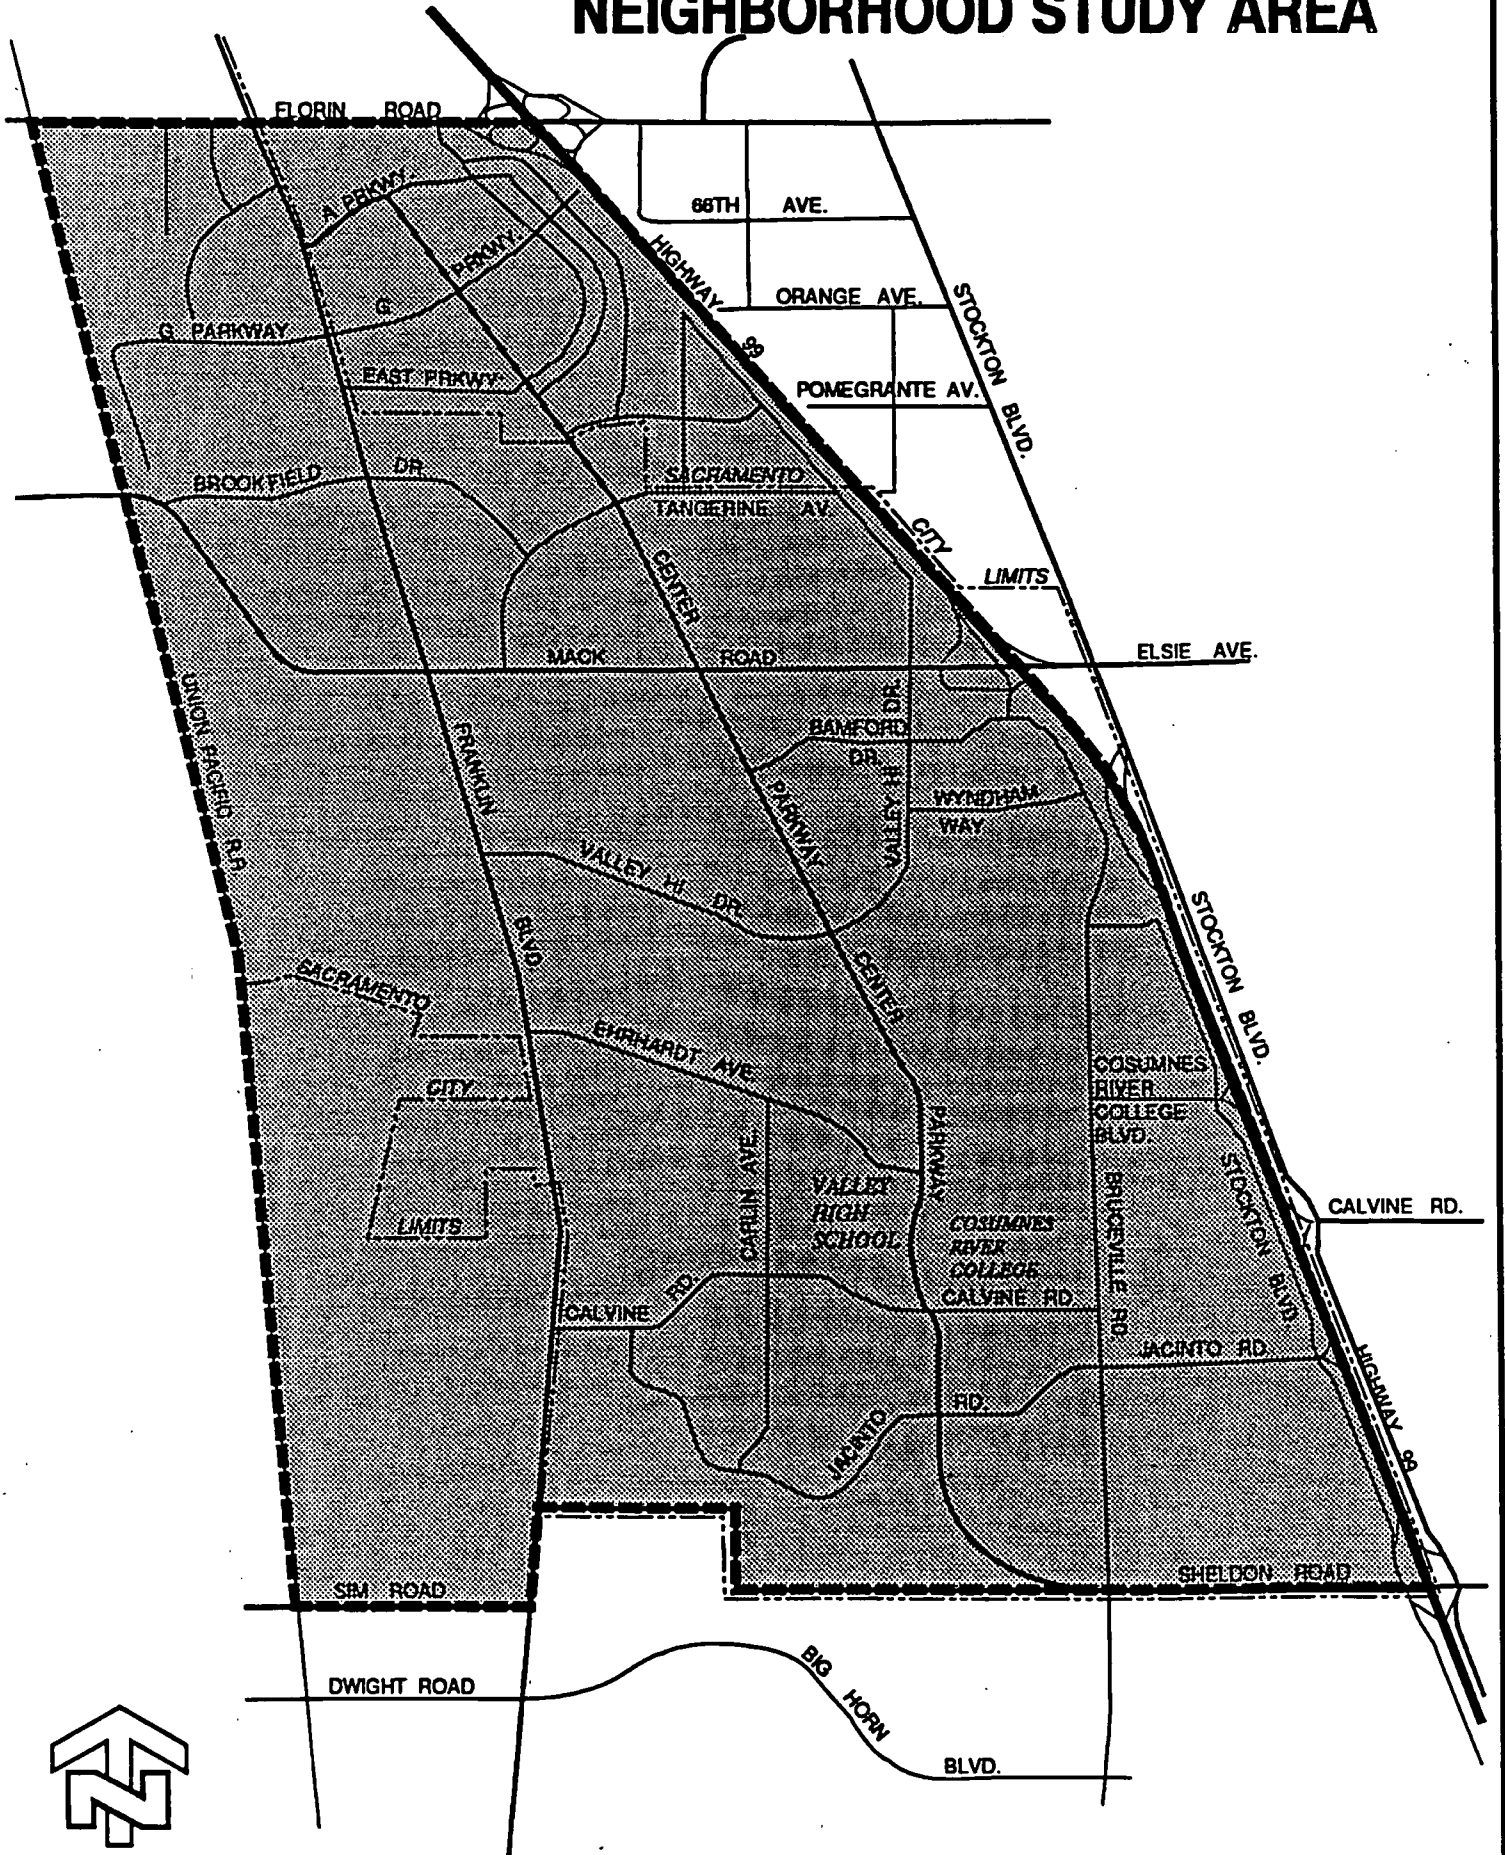 NEIGHBORHOOD STUDY AREA
FLORIN ROAD
A PRKWY.
66TH AVE.
G PRKWY.
HIGHWAY 99
ORANGE AVE.
STOCKTON BLVD.
G PARKWAY
EAST PRKWY.
POMEGRANTE AV.
BROOKFIELD DR
SACRAMENTO
TANGERINE AV.
CITY
LIMITS
CENTER
MACK ROAD
ELSIE AVE.
UNION PACIFIC R.R
FRANKLIN
BLVD
BAMFORD
DR.
VALLEY HI DR.
PARKWAY
WYNDHAM
WAY
VALLEY HI DR.
STOCKTON BLVD.
CENTER
SACRAMENTO
EHRHARDT AVE.
CITY
COSUMNES
RIVER
COLLEGE
BLVD.
PARKWAY
CARLIN AVE.
VALLEY
HIGH
SCHOOL
COSUMNES
RIVER
COLLEGE
BRUCEVILLE RD.
STOCKTON BLVD.
CALVINE RD.
LIMITS
CALVINE RD.
CALVINE RD.
JACINTO RD.
HIGHWAY 99
JACINTO RD.
SIM ROAD
SHELDON ROAD
DWIGHT ROAD
BIG HORN
BLVD.
N